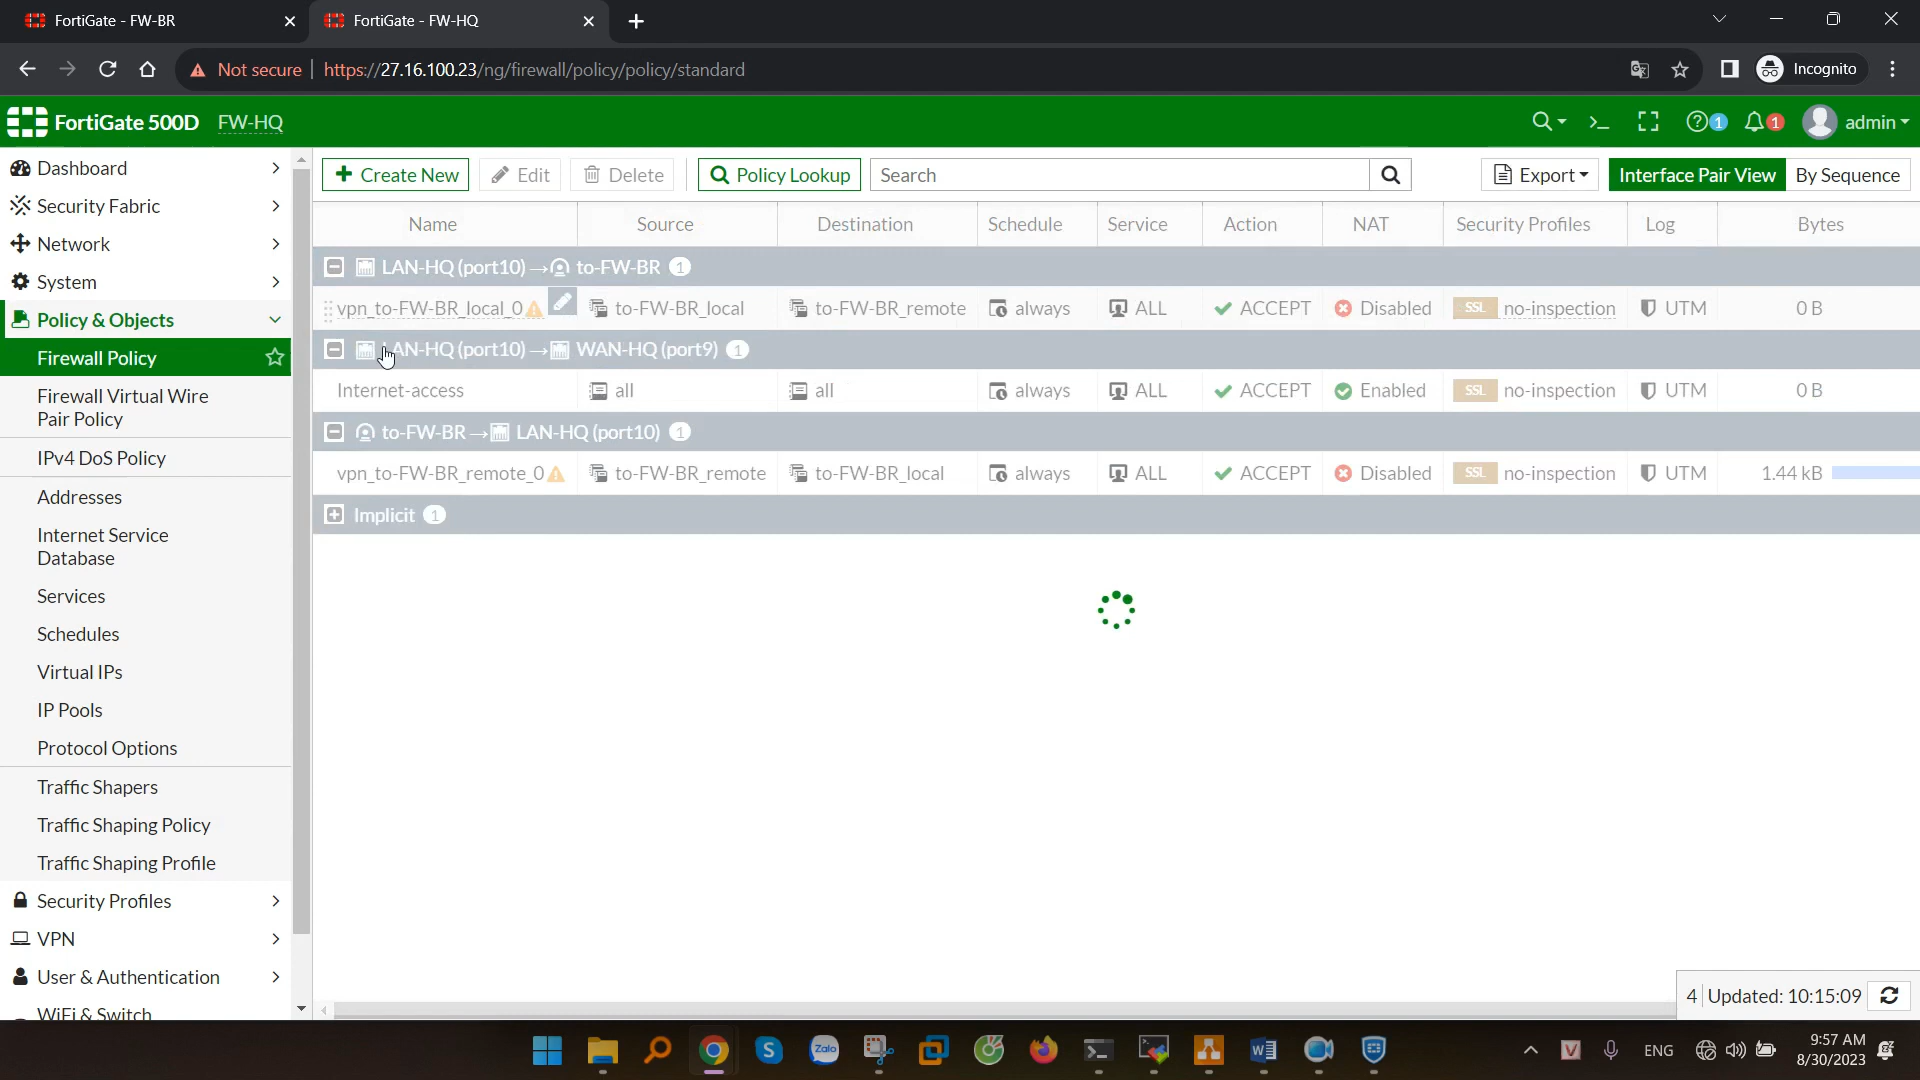 FortiGate - FW-BR
FortiGate - FW-HQ
Not secure | https://27.16.100.23/ng/firewall/policy/policy/standard
Incognito
FortiGate 500D FW-HQ
1
1
admin
Dashboard
Security Fabric
Network
System
Policy & Objects
Firewall Policy
Firewall Virtual Wire
Pair Policy
IPv4 DoS Policy
Addresses
Internet Service
Database
Services
Schedules
Virtual IPs
IP Pools
Protocol Options
Traffic Shapers
Traffic Shaping Policy
Traffic Shaping Profile
Security Profiles
VPN
User & Authentication
WiFi & Switch
+ Create New Edit Delete Policy Lookup Search Export Interface Pair View By Sequence
Name Source Destination Schedule Service Action NAT Security Profiles Log Bytes
LAN-HQ (port10) → to-FW-BR 1
vpn_to-FW-BR_local_0 to-FW-BR_local to-FW-BR_remote always ALL ACCEPT Disabled SSL no-inspection UTM 0 B
LAN-HQ (port10) → WAN-HQ (port9) 1
Internet-access all all always ALL ACCEPT Enabled SSL no-inspection UTM 0 B
to-FW-BR → LAN-HQ (port10) 1
vpn_to-FW-BR_remote_0 to-FW-BR_remote to-FW-BR_local always ALL ACCEPT Disabled SSL no-inspection UTM 1.44 kB
Implicit 1
4 Updated: 10:15:09
Zalo
V
ENG
9:57 AM
8/30/2023